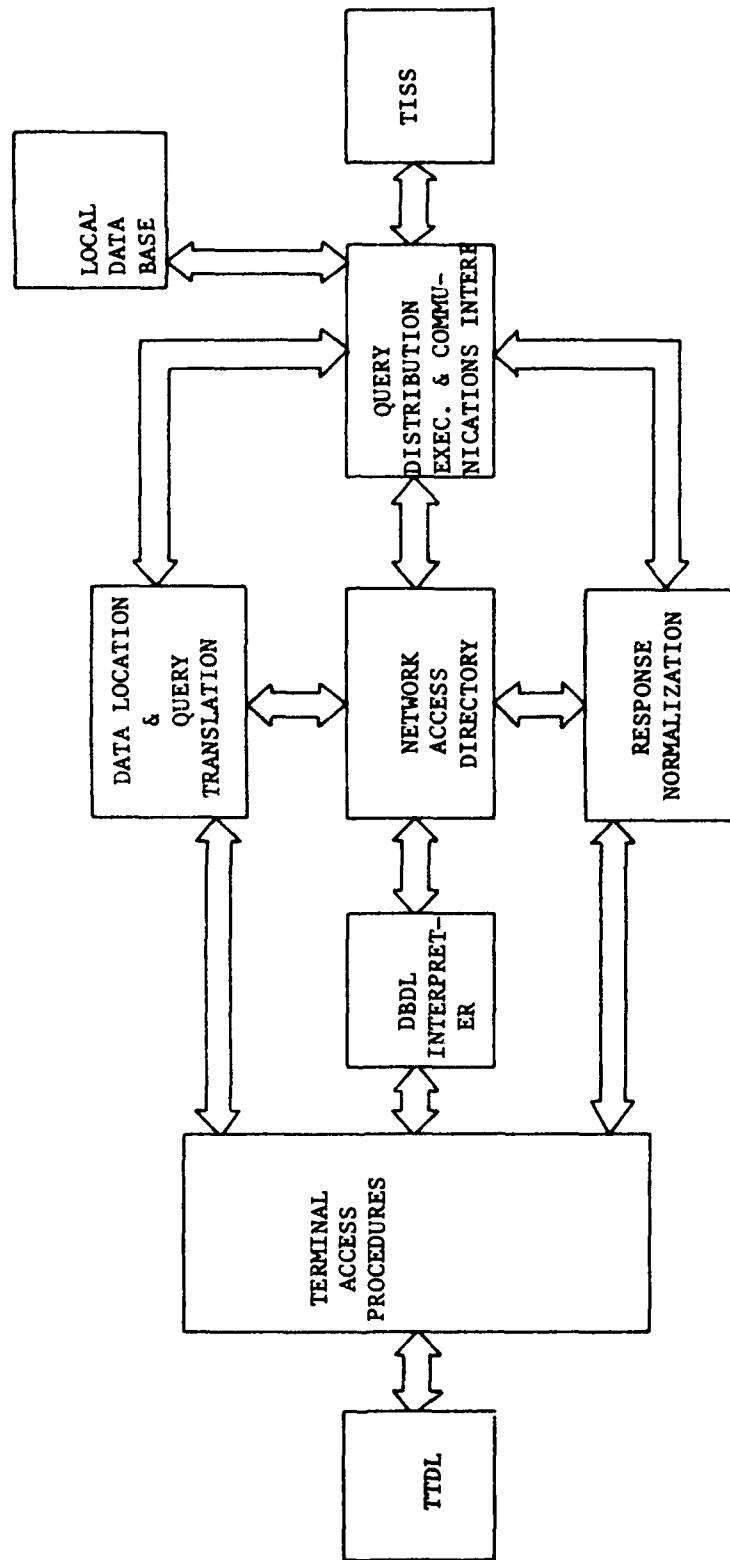 TTDL
TERMINAL
ACCESS
PROCEDURES
DBDL
INTERPRET-
ER
DATA LOCATION
&
QUERY
TRANSLATION
NETWORK
ACCESS
DIRECTORY
RESPONSE
NORMALIZATION
QUERY
DISTRIBUTION
EXEC. & COMMU-
NICATIONS INTERF
LOCAL
DATA
BASE
TISS